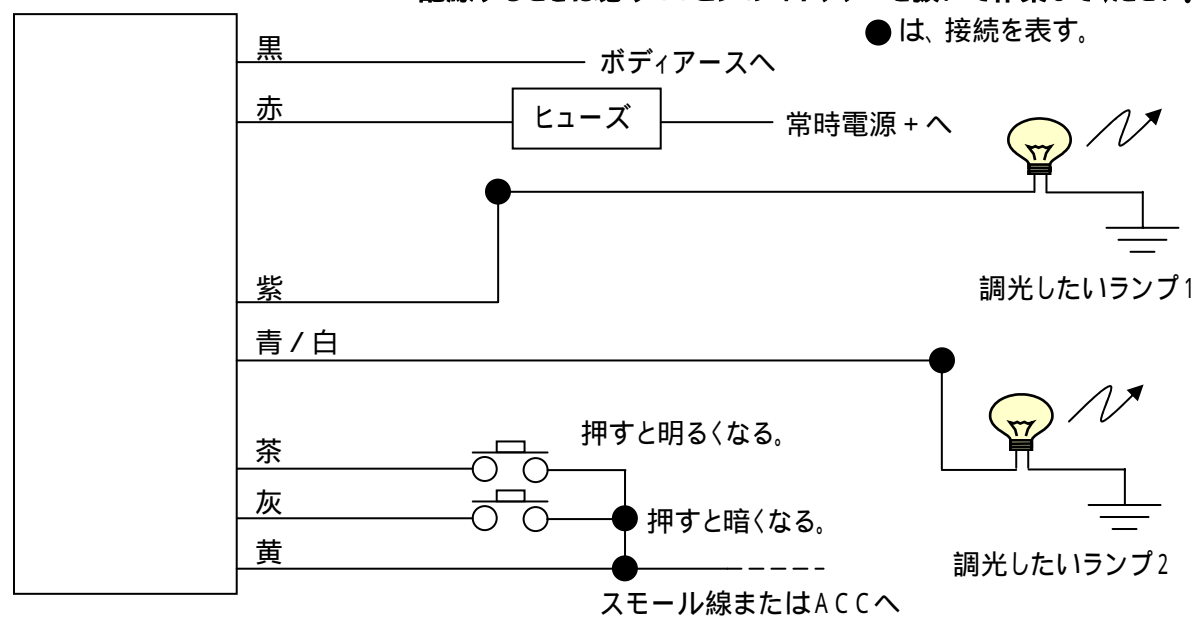 ●は、接続を表す。
黒
ボディアースへ
赤
ヒューズ
常時電源+へ
紫
調光したいランプ1
青/白
茶
押すと明るくなる。
灰
押すと暗くなる。
黄
スモール線またはACCへ
調光したいランプ2